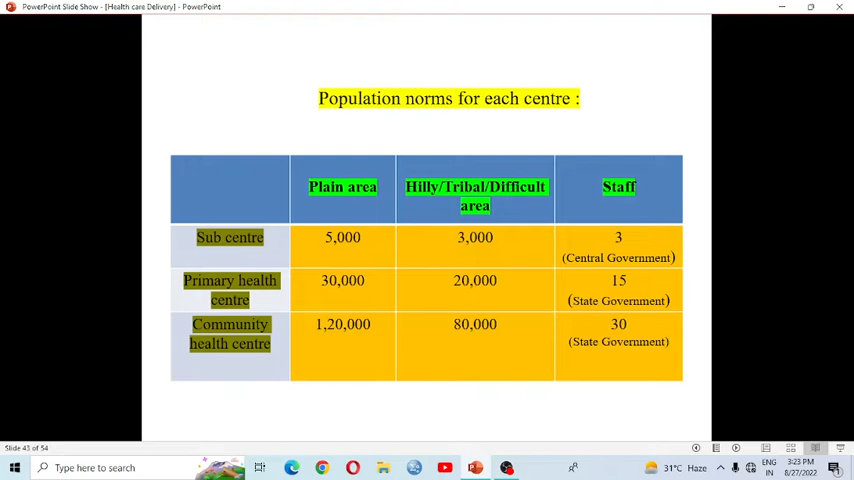 PowerPoint Slide Show - [Health care Delivery] - PowerPoint
Population norms for each centre :
Plain area
Hilly/Tribal/Difficult
area
Staff
Sub centre
5,000
3,000
3
(Central Government)
Primary health
centre
30,000
20,000
15
(State Government)
Community
health centre
1,20,000
80,000
30
(State Government)
Slide 43 of 54
Type here to search
31°C Haze
ENG
IN
3:23 PM
8/27/2022